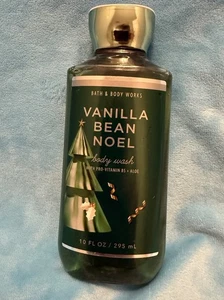 BATH & BODY WORKS
VANILLA
BEAN
NOEL
body wash
WITH PRO-VITAMIN B5 + ALOE
10 FL OZ / 295 mL